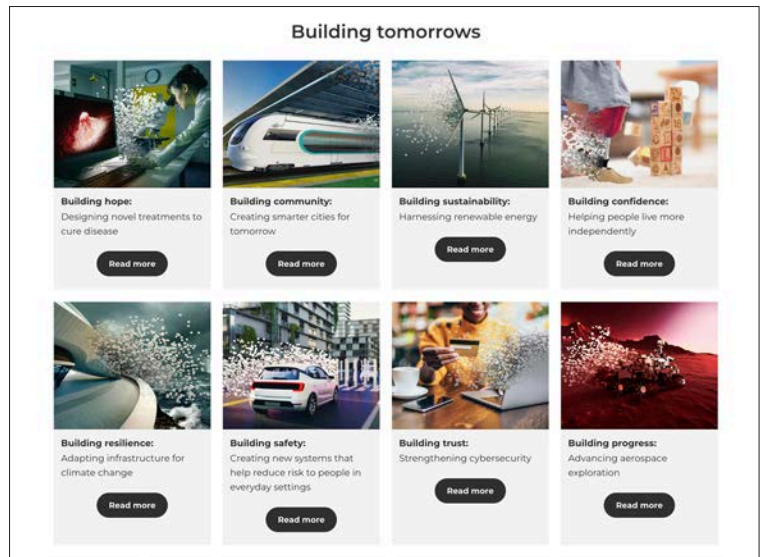 Building tomorrows
Building hope:
Designing novel treatments to
cure disease
Read more
Building community:
Creating smarter cities for
tomorrow
Read more
Building sustainability:
Harnessing renewable energy
Read more
Building confidence:
Helping people live more
independently
Read more
Building resilience:
Adapting infrastructure for
climate change
Read more
Building safety:
Creating new systems that
help reduce risk to people in
everyday settings
Read more
Building trust:
Strengthening cybersecurity
Read more
Building progress:
Advancing aerospace
exploration
Read more